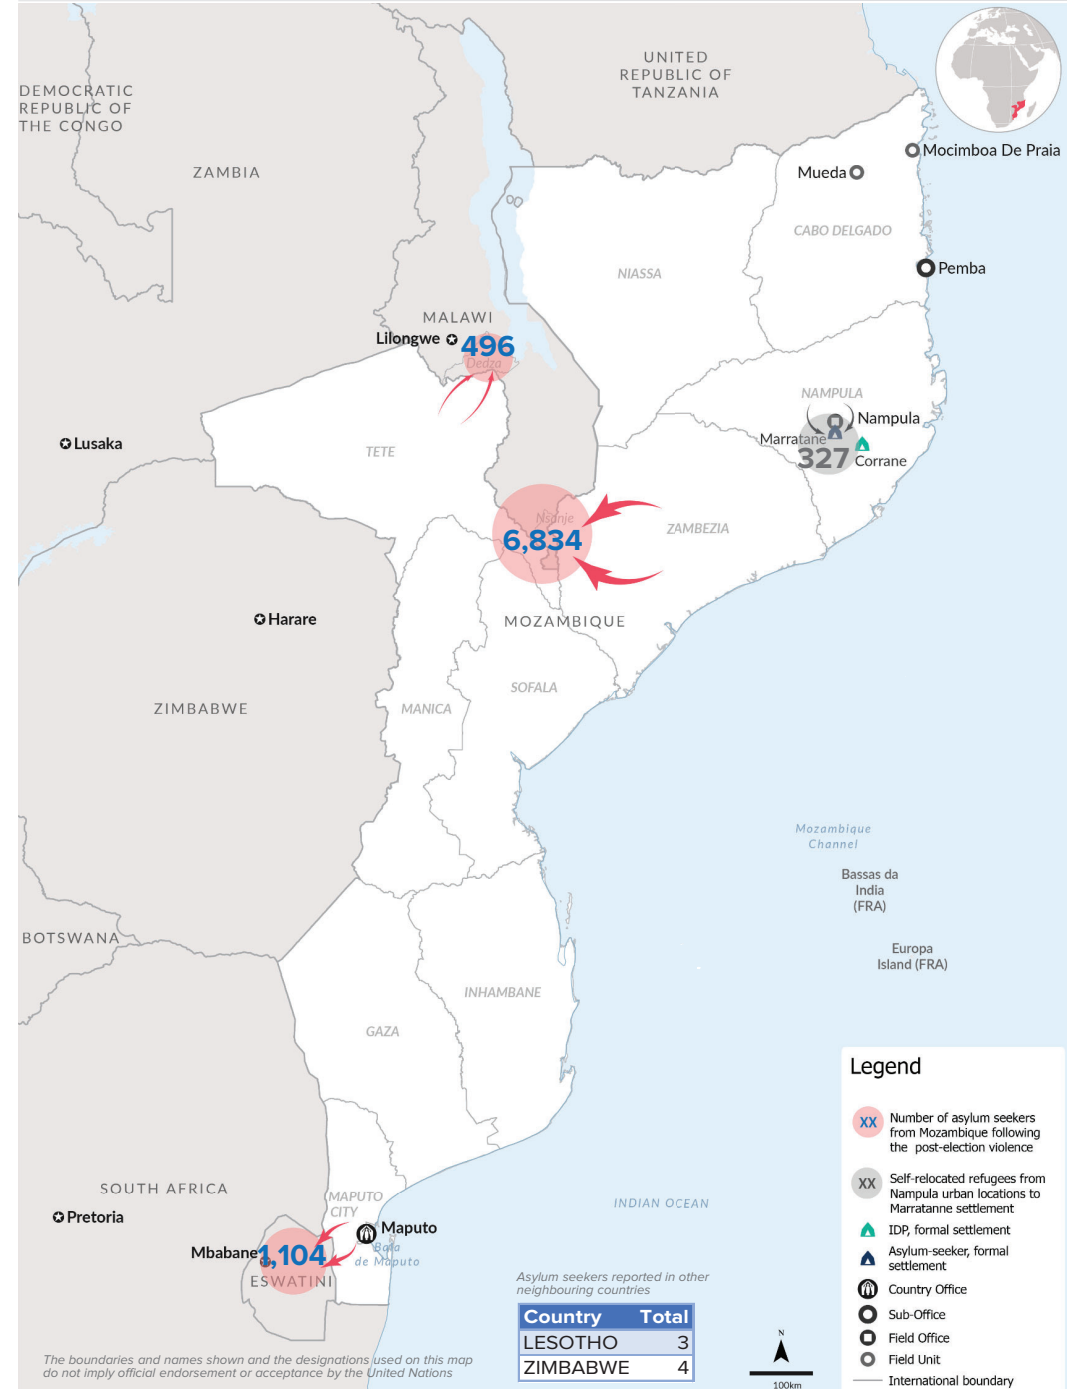 UNITED
REPUBLIC OF
TANZANIA
DEMOCRATIC
REPUBLIC OF
THE CONGO
ZAMBIA
Mocimboa De Praia
Mueda
CABO DELGADO
NIASSA
Pemba
MALAWI
Lilongwe
496
Dedza
NAMPULA
Nampula
Marratane
327
Corrane
Lusaka
TETE
Nsanje
6,834
ZAMBEZIA
Harare
MOZAMBIQUE
SOFALA
ZIMBABWE
MANICA
Mozambique
Channel
Bassas da
India
(FRA)
BOTSWANA
Europa
Island (FRA)
INHAMBANE
GAZA
SOUTH AFRICA
MAPUTO
CITY
INDIAN OCEAN
Pretoria
Maputo
Baia
de Maputo
Mbabane
1,104
ESWATINI
Asylum seekers reported in other
neighbouring countries
Country Total
LESOTHO 3
ZIMBABWE 4
N
100km
The boundaries and names shown and the designations used on this map
do not imply official endorsement or acceptance by the United Nations
Legend
XX Number of asylum seekers
from Mozambique following
the post-election violence
XX Self-relocated refugees from
Nampula urban locations to
Marratanne settlement
IDP, formal settlement
Asylum-seeker, formal
settlement
Country Office
Sub-Office
Field Office
Field Unit
International boundary